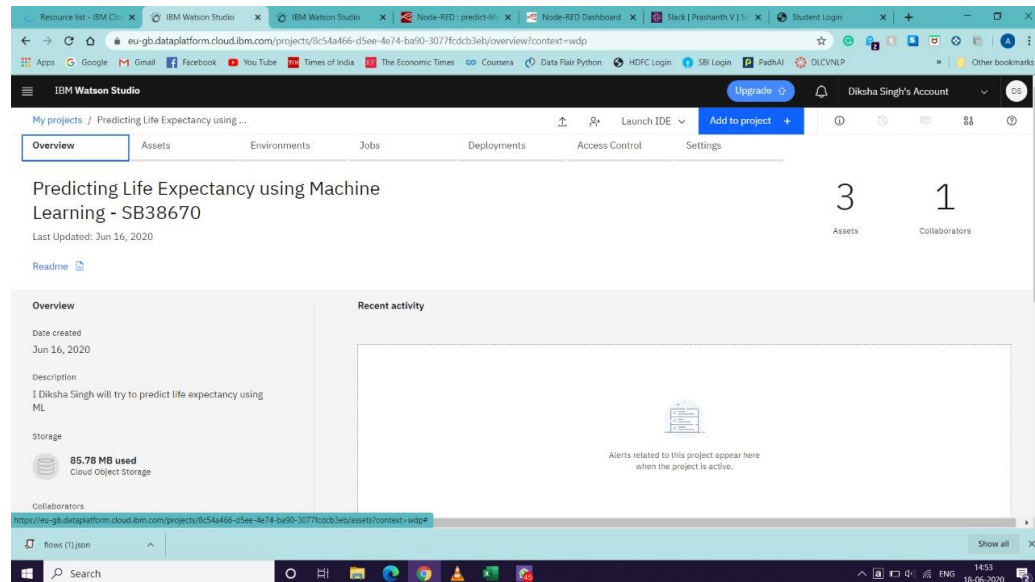 Resource list - IBM Clo
IBM Watson Studio
IBM Watson Studio
Node-RED : predict-life
Node-RED Dashboard
Slack | Prashanth V | S
Student Login
eu-gb.dataplatform.cloud.ibm.com/projects/8c54a466-d5ee-4e74-ba90-3077fcdcb3eb/overview?context=wdp
Apps Google Gmail Facebook You Tube Times of India The Economic Times Coursera Data Flair Python HDFC Login SBI Login PadhAI DLCVNLP » Other bookmarks
IBM Watson Studio Upgrade Diksha Singh's Account DS
My projects / Predicting Life Expectancy using ... Launch IDE Add to project +
Overview Assets Environments Jobs Deployments Access Control Settings
Predicting Life Expectancy using Machine
Learning - SB38670
Last Updated: Jun 16, 2020
Readme
3 1
Assets Collaborators
Overview
Date created
Jun 16, 2020
Description
I Diksha Singh will try to predict life expectancy using
ML
Storage
85.78 MB used
Cloud Object Storage
Collaborators
Recent activity
Alerts related to this project appear here
when the project is active.
https://eu-gb.dataplatform.cloud.ibm.com/projects/8c54a466-d5ee-4e74-ba90-3077fcdcb3eb/assets?context=wdp#
flows (1).json Show all
Search
ENG 14:53
18-06-2020